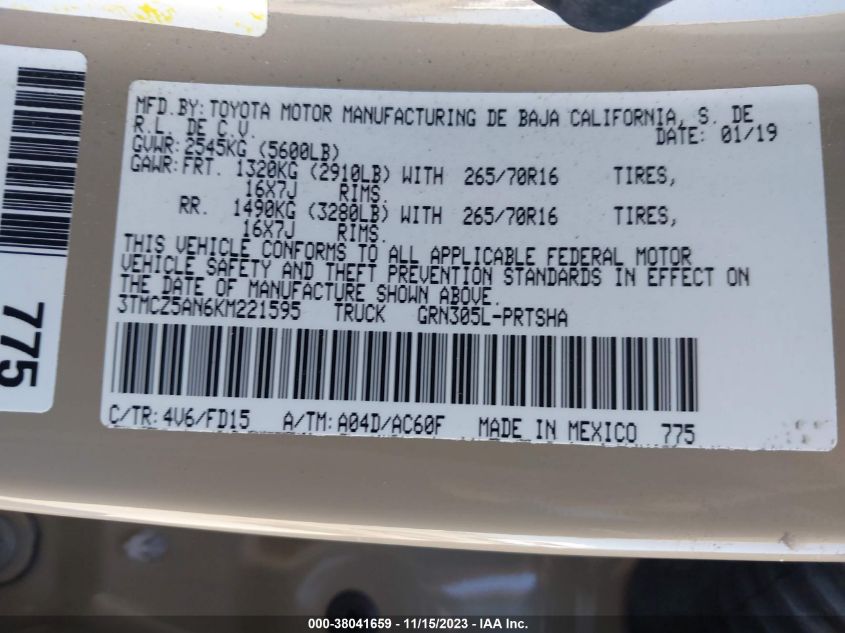 775
MFD.BY: TOYOTA MOTOR MANUFACTURING DE BAJA CALIFORNIA, S. DE
R.L. DE C.V. DATE: 01/19
GVWR: 2545KG (5600LB)
GAWR: FRT. 1320KG (2910LB) WITH 265/70R16 TIRES,
16X7J RIMS.
RR. 1490KG (3280LB) WITH 265/70R16 TIRES,
16X7J RIMS.
THIS VEHICLE CONFORMS TO ALL APPLICABLE FEDERAL MOTOR
VEHICLE SAFETY AND THEFT PREVENTION STANDARDS IN EFFECT ON
THE DATE OF MANUFACTURE SHOWN ABOVE.
3TMCZ5AN6KM221595 TRUCK GRN305L-PRTSHA
C/TR: 4V6/FD15 A/TM: A04D/AC60F MADE IN MEXICO 775
000-38041659 - 11/15/2023 - IAA Inc.